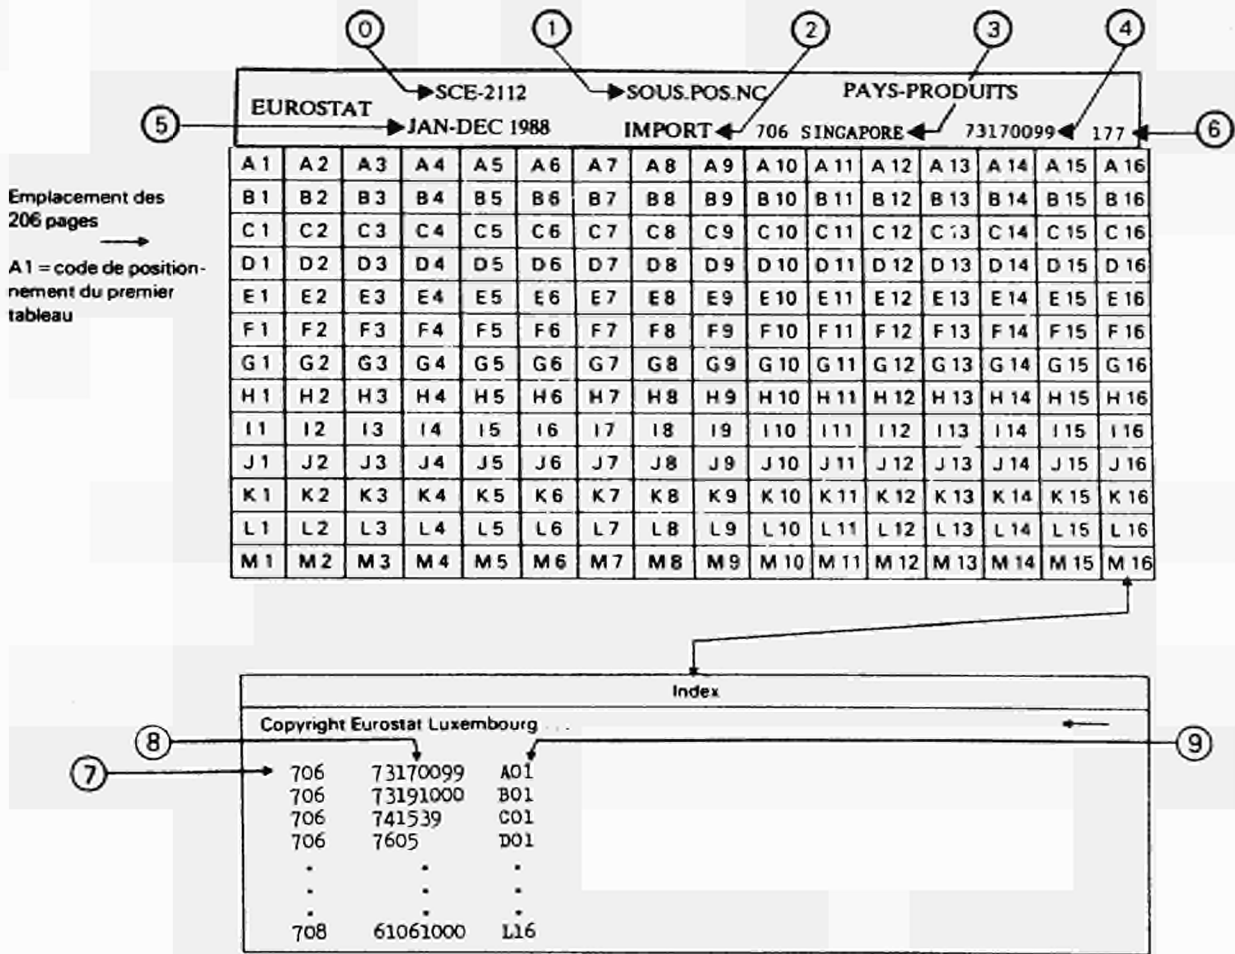 0 1 2 3 4
EUROSTAT SCE-2112 SOUS.POS.NC PAYS-PRODUITS
5 JAN-DEC 1988 IMPORT 706 SINGAPORE 73170099 177 6
A 1 A 2 A 3 A 4 A 5 A 6 A 7 A 8 A 9 A 10 A 11 A 12 A 13 A 14 A 15 A 16
B 1 B 2 B 3 B 4 B 5 B 6 B 7 B 8 B 9 B 10 B 11 B 12 B 13 B 14 B 15 B 16
C 1 C 2 C 3 C 4 C 5 C 6 C 7 C 8 C 9 C 10 C 11 C 12 C 13 C 14 C 15 C 16
D 1 D 2 D 3 D 4 D 5 D 6 D 7 D 8 D 9 D 10 D 11 D 12 D 13 D 14 D 15 D 16
E 1 E 2 E 3 E 4 E 5 E 6 E 7 E 8 E 9 E 10 E 11 E 12 E 13 E 14 E 15 E 16
F 1 F 2 F 3 F 4 F 5 F 6 F 7 F 8 F 9 F 10 F 11 F 12 F 13 F 14 F 15 F 16
G 1 G 2 G 3 G 4 G 5 G 6 G 7 G 8 G 9 G 10 G 11 G 12 G 13 G 14 G 15 G 16
H 1 H 2 H 3 H 4 H 5 H 6 H 7 H 8 H 9 H 10 H 11 H 12 H 13 H 14 H 15 H 16
I 1 I 2 I 3 I 4 I 5 I 6 I 7 I 8 I 9 I 10 I 11 I 12 I 13 I 14 I 15 I 16
J 1 J 2 J 3 J 4 J 5 J 6 J 7 J 8 J 9 J 10 J 11 J 12 J 13 J 14 J 15 J 16
K 1 K 2 K 3 K 4 K 5 K 6 K 7 K 8 K 9 K 10 K 11 K 12 K 13 K 14 K 15 K 16
L 1 L 2 L 3 L 4 L 5 L 6 L 7 L 8 L 9 L 10 L 11 L 12 L 13 L 14 L 15 L 16
M 1 M 2 M 3 M 4 M 5 M 6 M 7 M 8 M 9 M 10 M 11 M 12 M 13 M 14 M 15 M 16
Emplacement des
206 pages
A 1 = code de position-
nement du premier
tableau
Index
Copyright Eurostat Luxembourg ...
8 9
7 706 73170099 A01
706 73191000 B01
706 741539 C01
706 7605 D01
. . .
. . .
. . .
708 61061000 L16